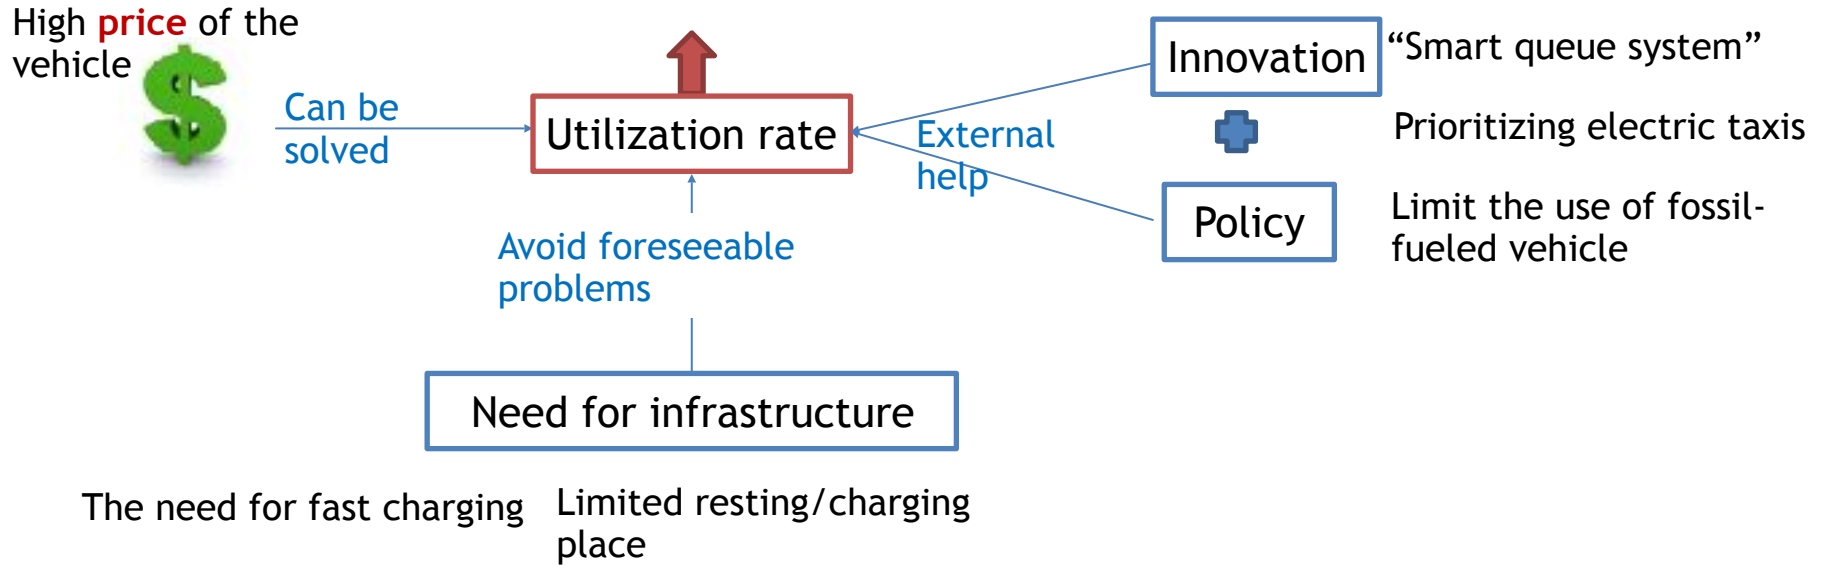 High price of the
vehicle
Can be
solved
Utilization rate
External
help
Innovation
“Smart queue system”
Prioritizing electric taxis
Policy
Limit the use of fossil-
fueled vehicle
Avoid foreseeable
problems
Need for infrastructure
The need for fast charging
Limited resting/charging
place